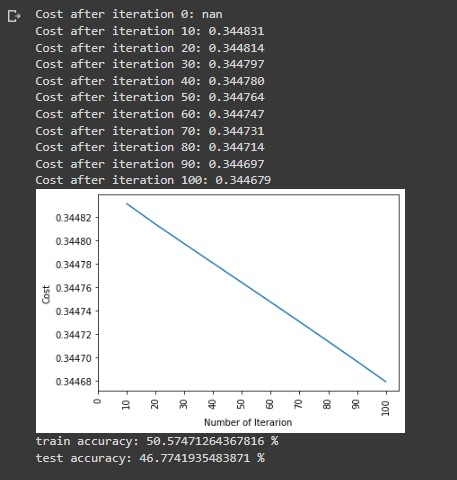 Cost after iteration 0: nan
Cost after iteration 10: 0.344831
Cost after iteration 20: 0.344814
Cost after iteration 30: 0.344797
Cost after iteration 40: 0.344780
Cost after iteration 50: 0.344764
Cost after iteration 60: 0.344747
Cost after iteration 70: 0.344731
Cost after iteration 80: 0.344714
Cost after iteration 90: 0.344697
Cost after iteration 100: 0.344679
0.34482
0.34480
0.34478
0.34476
0.34474
0.34472
0.34470
0.34468
Cost
0 10 20 30 40 50 60 70 80 90 100
Number of Iterarion
train accuracy: 50.57471264367816 %
test accuracy: 46.7741935483871 %